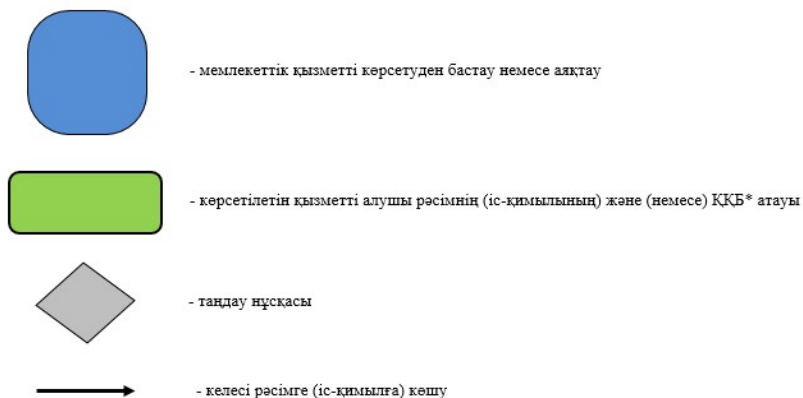 - мемлекеттік қызметті көрсетуден бастау немесе аяқтау
- көрсетілетін қызметті алушы рәсімнің (іс-қимылының) және (немесе) ҚҚБ* атауы
- таңдау нұсқасы
- келесі рәсімге (іс-қимылға) көшу